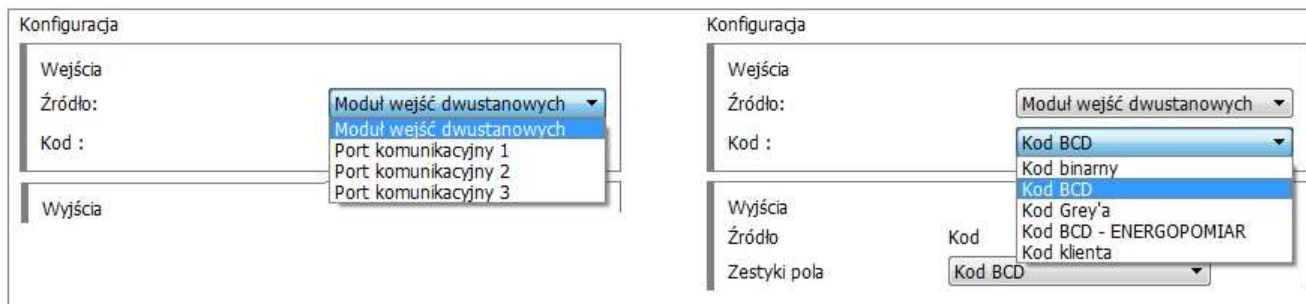 Konfiguracja
Wejścia
Źródło:
Moduł wejść dwustanowych
Moduł wejść dwustanowych
Kod :
Port komunikacyjny 1
Port komunikacyjny 2
Port komunikacyjny 3
Wyjścia
Konfiguracja
Wejścia
Źródło:
Moduł wejść dwustanowych
Kod :
Kod BCD
Kod binarny
Kod BCD
Kod Grey'a
Kod BCD - ENERGOPOMIAR
Kod klienta
Wyjścia
Źródło
Kod
Zestyki pola
Kod BCD